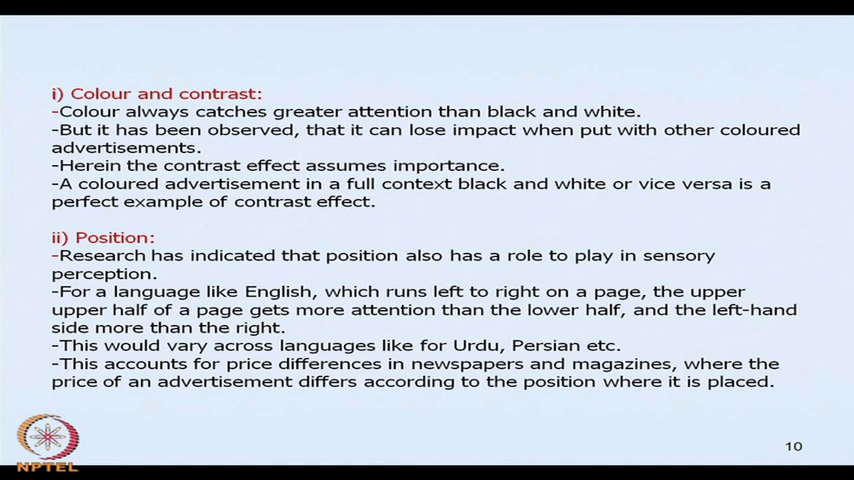 i) Colour and contrast:
-Colour always catches greater attention than black and white.
-But it has been observed, that it can lose impact when put with other coloured
advertisements.
-Herein the contrast effect assumes importance.
-A coloured advertisement in a full context black and white or vice versa is a
perfect example of contrast effect.
ii) Position:
-Research has indicated that position also has a role to play in sensory
perception.
-For a language like English, which runs left to right on a page, the upper
upper half of a page gets more attention than the lower half, and the left-hand
side more than the right.
-This would vary across languages like for Urdu, Persian etc.
-This accounts for price differences in newspapers and magazines, where the
price of an advertisement differs according to the position where it is placed.
10
NPTEL